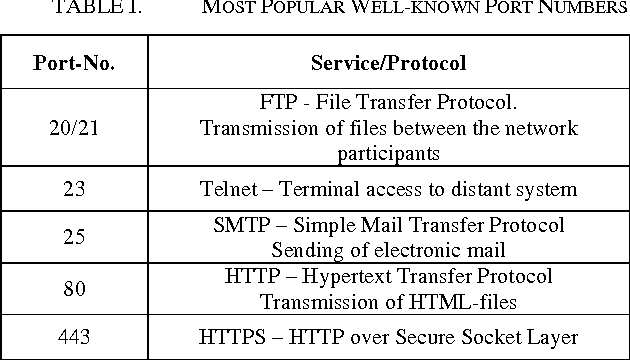 TABLE I. MOST POPULAR WELL-KNOWN PORT NUMBERS
Port-No. Service/Protocol
20/21
FTP - File Transfer Protocol.
Transmission of files between the network
participants
23 Telnet – Terminal access to distant system
25
SMTP – Simple Mail Transfer Protocol
Sending of electronic mail
80
HTTP – Hypertext Transfer Protocol
Transmission of HTML-files
443 HTTPS – HTTP over Secure Socket Layer